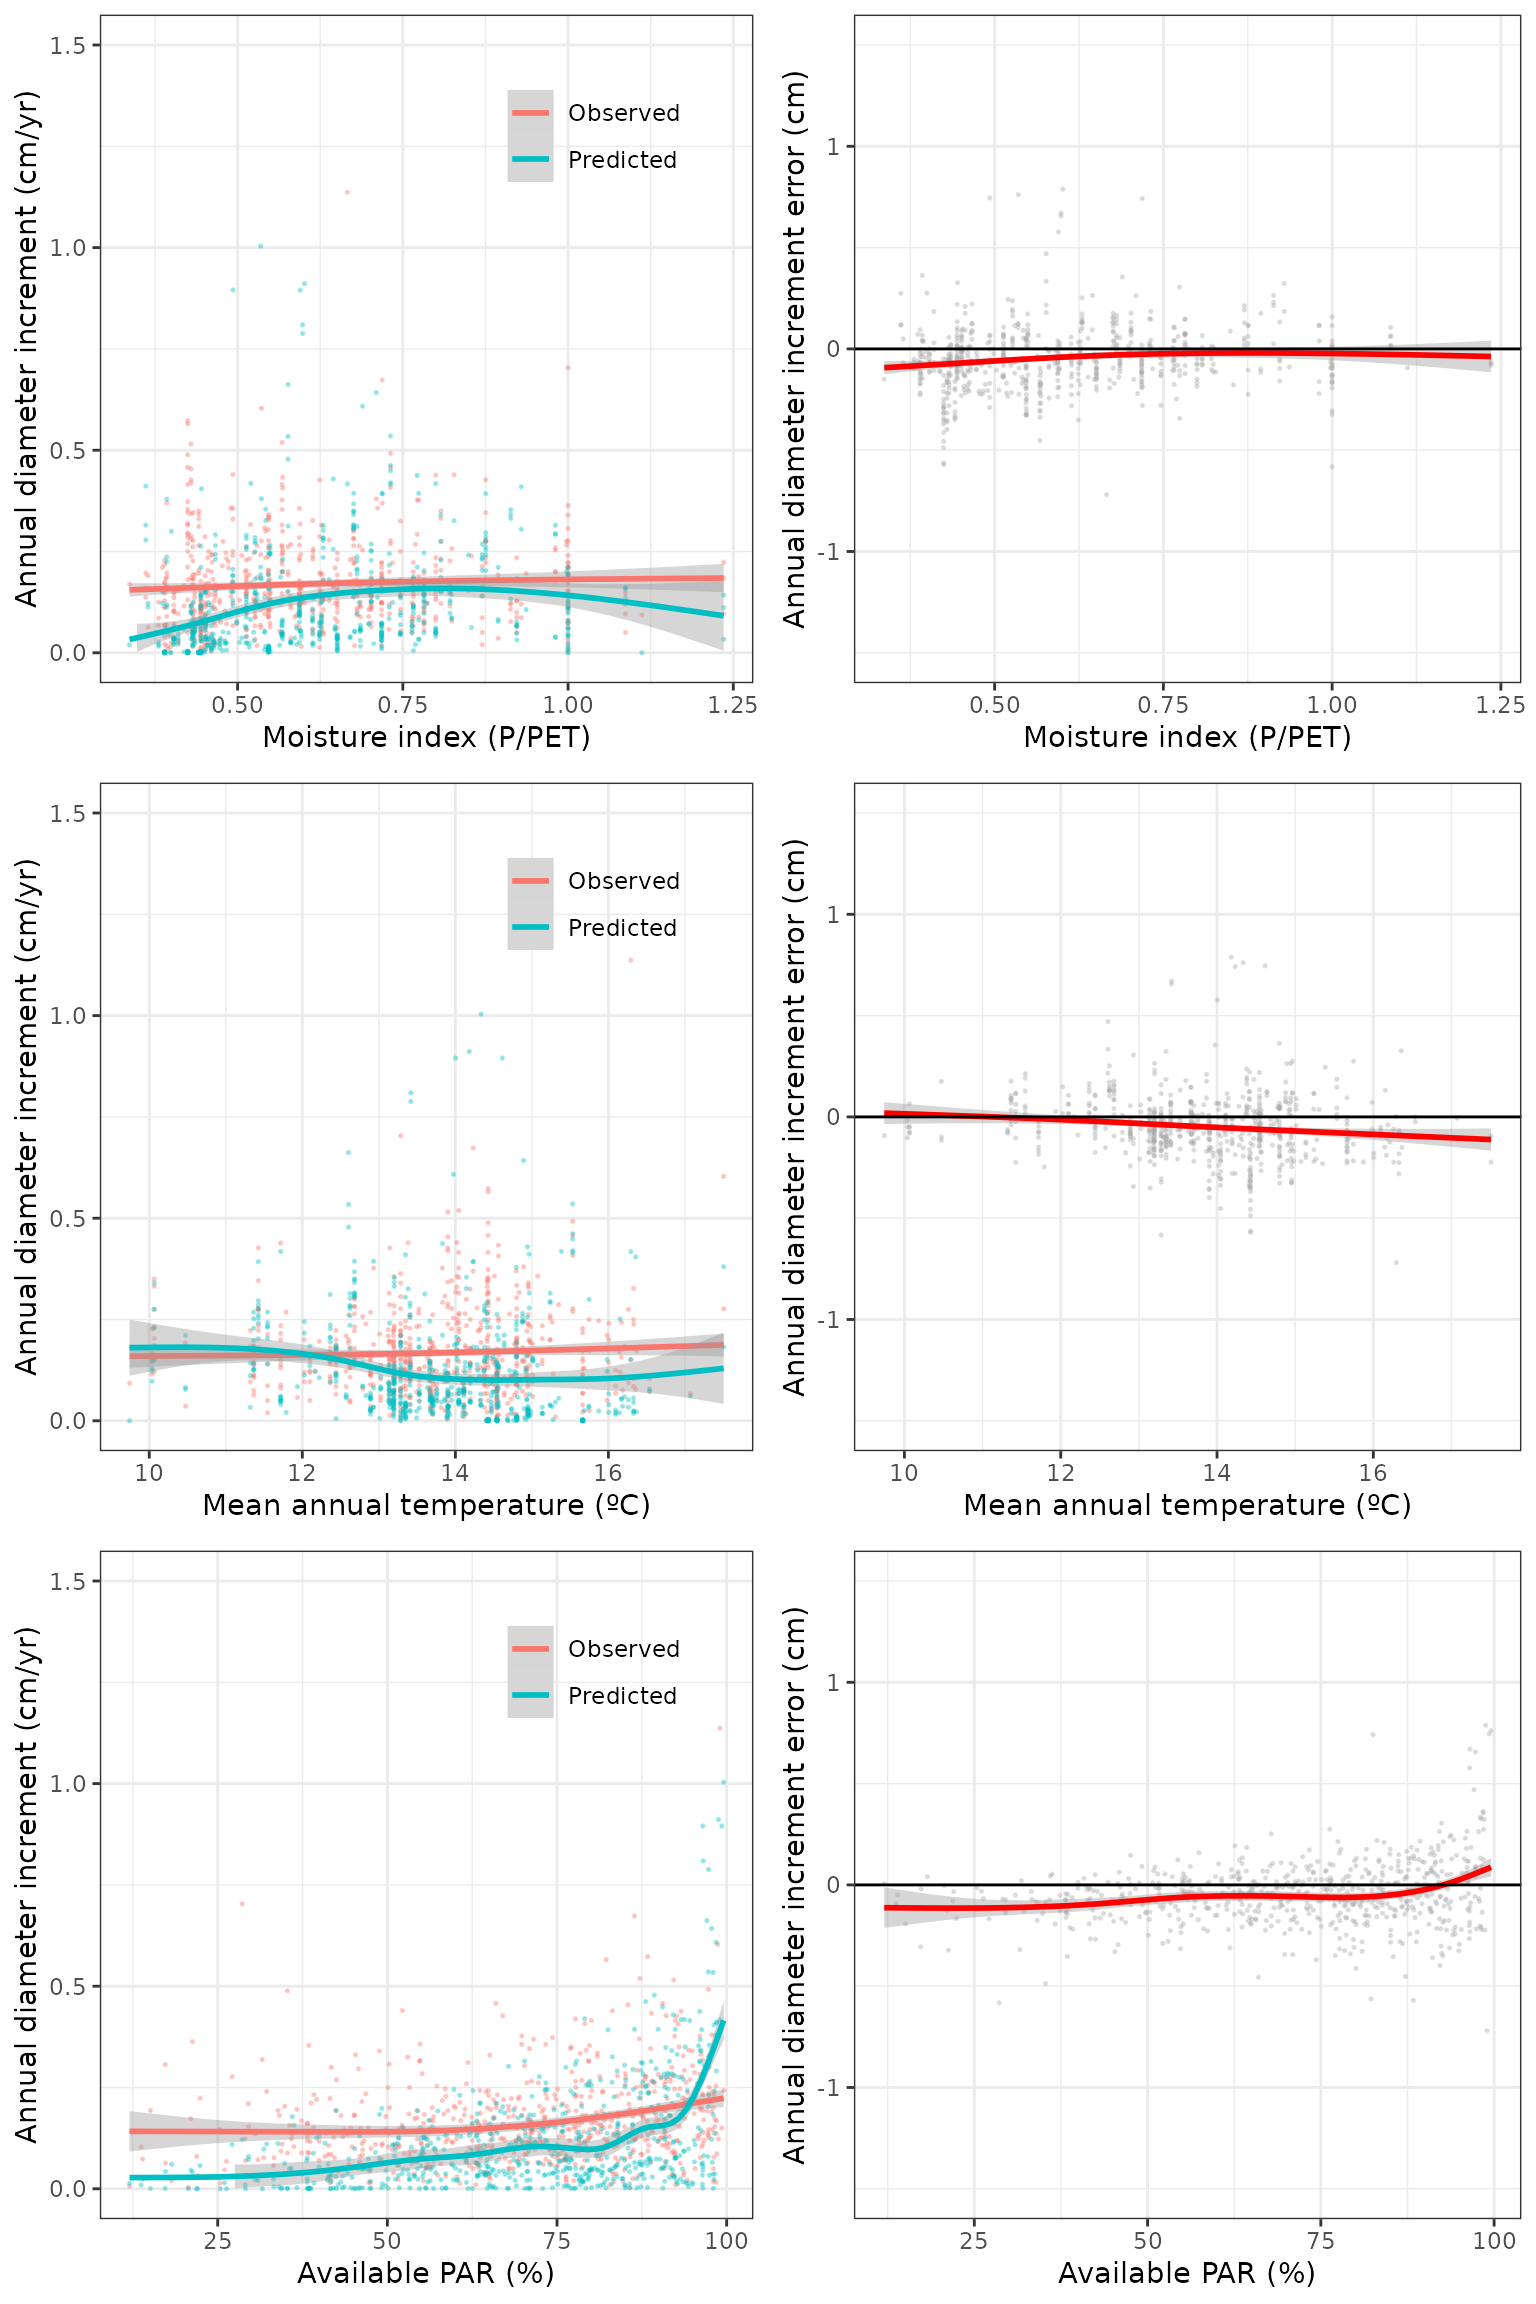 Annual diameter increment (cm/yr)
1.5
1.0
0.5
0.0
Observed
Predicted
0.50 0.75 1.00 1.25
Moisture index (P/PET)
Annual diameter increment error (cm)
1
0
-1
0.50 0.75 1.00 1.25
Moisture index (P/PET)
Annual diameter increment (cm/yr)
1.5
1.0
0.5
0.0
Observed
Predicted
10 12 14 16
Mean annual temperature (ºC)
Annual diameter increment error (cm)
1
0
-1
10 12 14 16
Mean annual temperature (ºC)
Annual diameter increment (cm/yr)
1.5
1.0
0.5
0.0
Observed
Predicted
25 50 75 100
Available PAR (%)
Annual diameter increment error (cm)
1
0
-1
25 50 75 100
Available PAR (%)